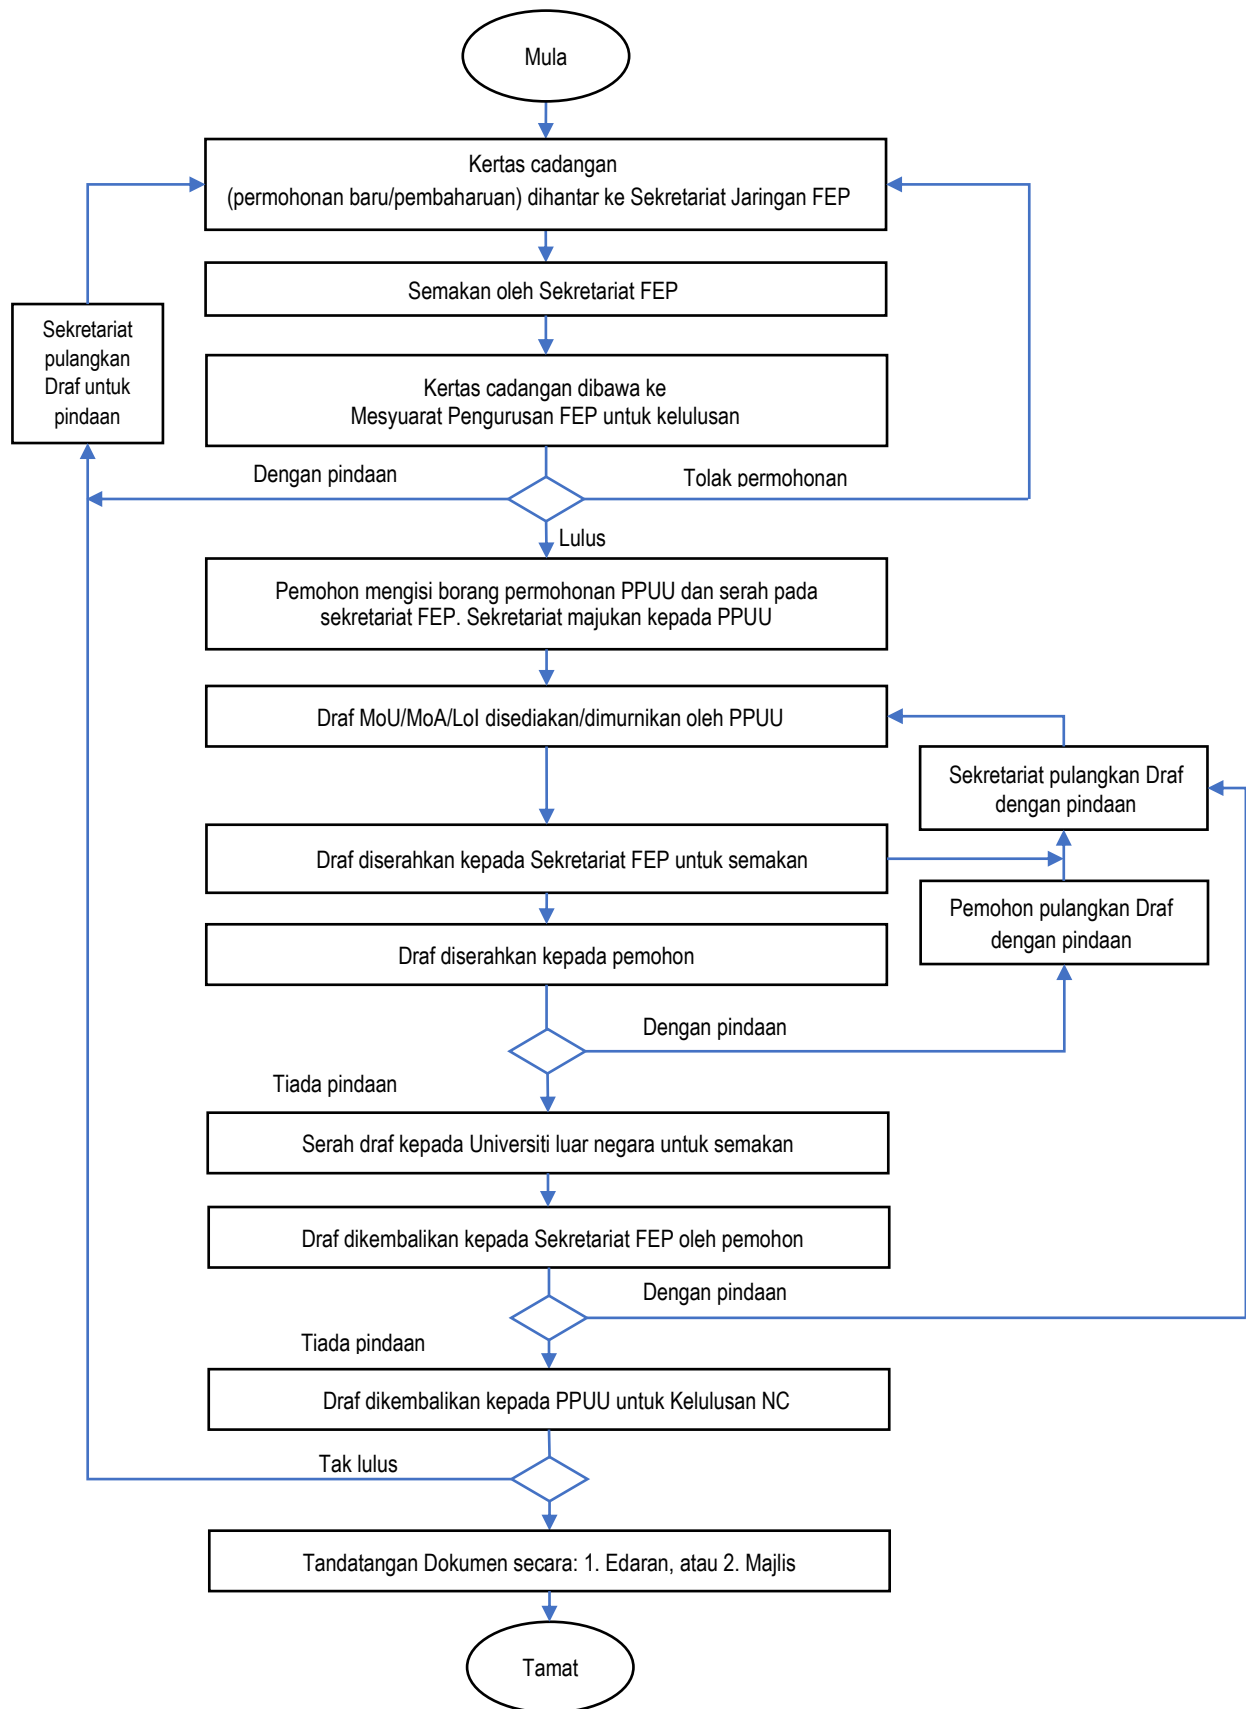 Mula
Kertas cadangan
(permohonan baru/pembaharuan) dihantar ke Sekretariat Jaringan FEP
Semakan oleh Sekretariat FEP
Sekretariat
pulangkan
Draf untuk
pindaan
Kertas cadangan dibawa ke
Mesyuarat Pengurusan FEP untuk kelulusan
Dengan pindaan
Tolak permohonan
Lulus
Pemohon mengisi borang permohonan PPUU dan serah pada
sekretariat FEP. Sekretariat majukan kepada PPUU
Draf MoU/MoA/LoI disediakan/dimurnikan oleh PPUU
Sekretariat pulangkan Draf
dengan pindaan
Draf diserahkan kepada Sekretariat FEP untuk semakan
Pemohon pulangkan Draf
dengan pindaan
Draf diserahkan kepada pemohon
Dengan pindaan
Tiada pindaan
Serah draf kepada Universiti luar negara untuk semakan
Draf dikembalikan kepada Sekretariat FEP oleh pemohon
Dengan pindaan
Tiada pindaan
Draf dikembalikan kepada PPUU untuk Kelulusan NC
Tak lulus
Tandatangan Dokumen secara: 1. Edaran, atau 2. Majlis
Tamat